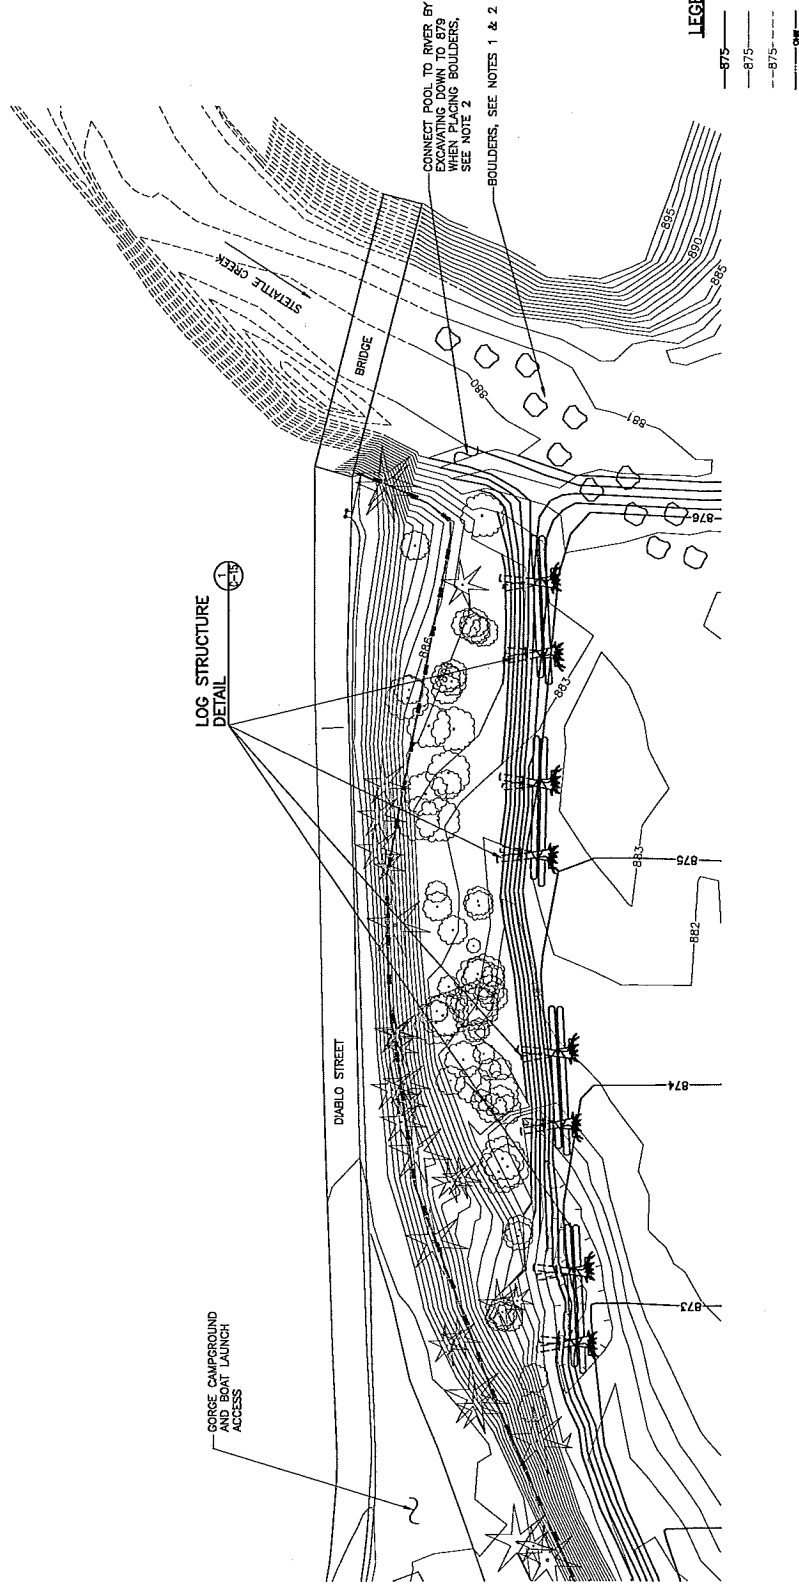 CONNECT POOL TO RIVER BY
EXCAVATING DOWN TO 879
WHEN PLACING BOULDERS,
SEE NOTE 2
BOULDERS, SEE NOTES 1 & 2
STETATTLE CREEK
BRIDGE
LOG STRUCTURE
DETAIL
1
C-15
DIABLO STREET
GORGE CAMPGROUND
AND BOAT LAUNCH
ACCESS
895
890
885
880
881
876
886
883
883
875
882
874
873
875
875
875